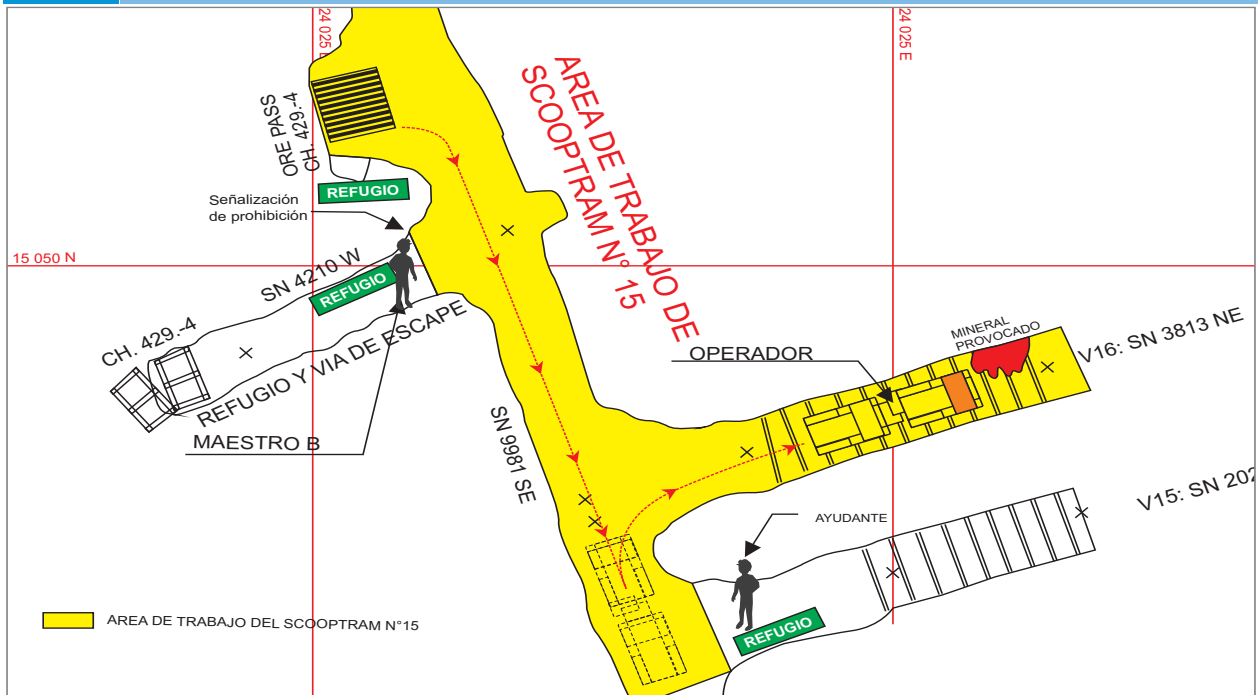 24 025 E
24 025 E
AREA DE TRABAJO DE
SCOOPTRAM N° 15
ORE PASS
CH. 429.-4
REFUGIO
Señalización
de prohibición
15 050 N
SN 4210 W
REFUGIO
CH. 429.-4
REFUGIO Y VIA DE ESCAPE
MAESTRO B
MINERAL
PROVOCADO
V16: SN 3813 NE
OPERADOR
SN 9981 SE
V15: SN 202
AYUDANTE
REFUGIO
AREA DE TRABAJO DEL SCOOPTRAM N°15